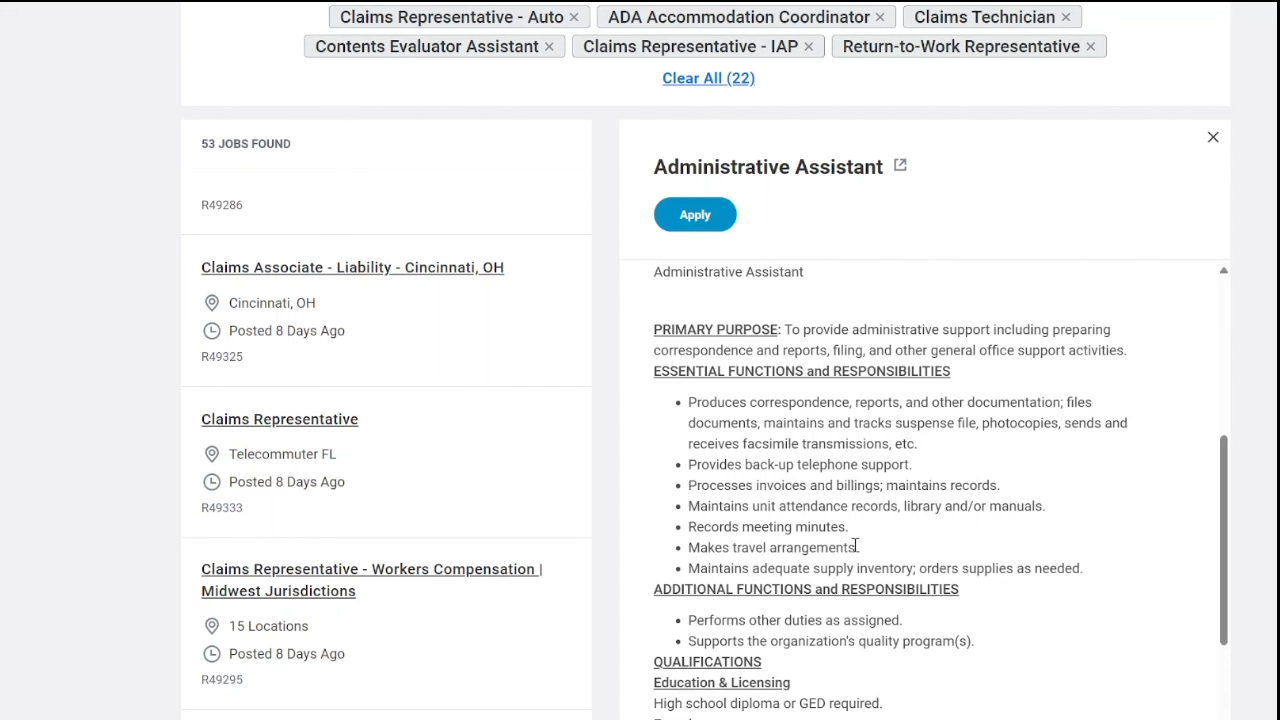 Claims Representative - Auto ×
ADA Accommodation Coordinator ×
Claims Technician ×
Contents Evaluator Assistant ×
Claims Representative - IAP ×
Return-to-Work Representative ×
Clear All (22)
53 JOBS FOUND
R49286
Claims Associate - Liability - Cincinnati, OH
Cincinnati, OH
Posted 8 Days Ago
R49325
Claims Representative
Telecommuter FL
Posted 8 Days Ago
R49333
Claims Representative - Workers Compensation |
Midwest Jurisdictions
15 Locations
Posted 8 Days Ago
R49295
Administrative Assistant
Apply
Administrative Assistant
PRIMARY PURPOSE: To provide administrative support including preparing
correspondence and reports, filing, and other general office support activities.
ESSENTIAL FUNCTIONS and RESPONSIBILITIES
• Produces correspondence, reports, and other documentation; files
documents, maintains and tracks suspense file, photocopies, sends and
receives facsimile transmissions, etc.
• Provides back-up telephone support.
• Processes invoices and billings; maintains records.
• Maintains unit attendance records, library and/or manuals.
• Records meeting minutes.
• Makes travel arrangements.
• Maintains adequate supply inventory; orders supplies as needed.
ADDITIONAL FUNCTIONS and RESPONSIBILITIES
• Performs other duties as assigned.
• Supports the organization's quality program(s).
QUALIFICATIONS
Education & Licensing
High school diploma or GED required.